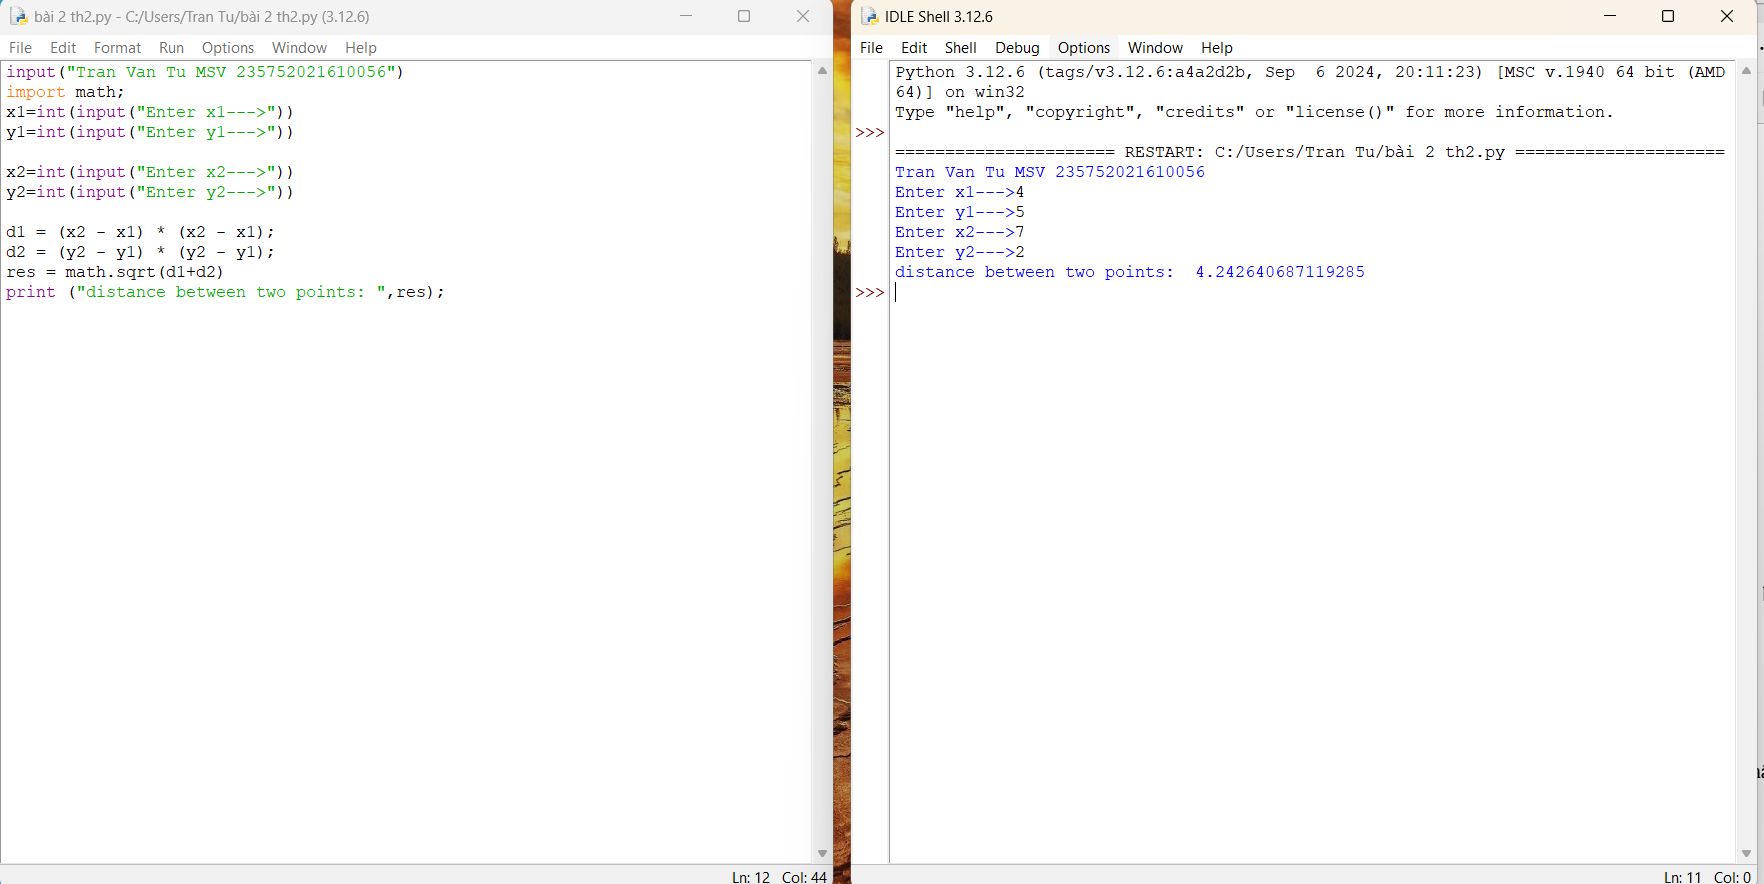 bài 2 th2.py - C:/Users/Tran Tu/bài 2 th2.py (3.12.6)
File Edit Format Run Options Window Help
input("Tran Van Tu MSV 235752021610056")
import math;
x1=int(input("Enter x1--->"))
y1=int(input("Enter y1--->"))
x2=int(input("Enter x2--->"))
y2=int(input("Enter y2--->"))
d1 = (x2 - x1) * (x2 - x1);
d2 = (y2 - y1) * (y2 - y1);
res = math.sqrt(d1+d2)
print ("distance between two points: ",res);
Ln: 12 Col: 44
IDLE Shell 3.12.6
File Edit Shell Debug Options Window Help
Python 3.12.6 (tags/v3.12.6:a4a2d2b, Sep  6 2024, 20:11:23) [MSC v.1940 64 bit (AMD
64)] on win32
Type "help", "copyright", "credits" or "license()" for more information.
>>>
====================== RESTART: C:/Users/Tran Tu/bài 2 th2.py =====================
Tran Van Tu MSV 235752021610056
Enter x1--->4
Enter y1--->5
Enter x2--->7
Enter y2--->2
distance between two points:  4.242640687119285
>>>
Ln: 11 Col: 0